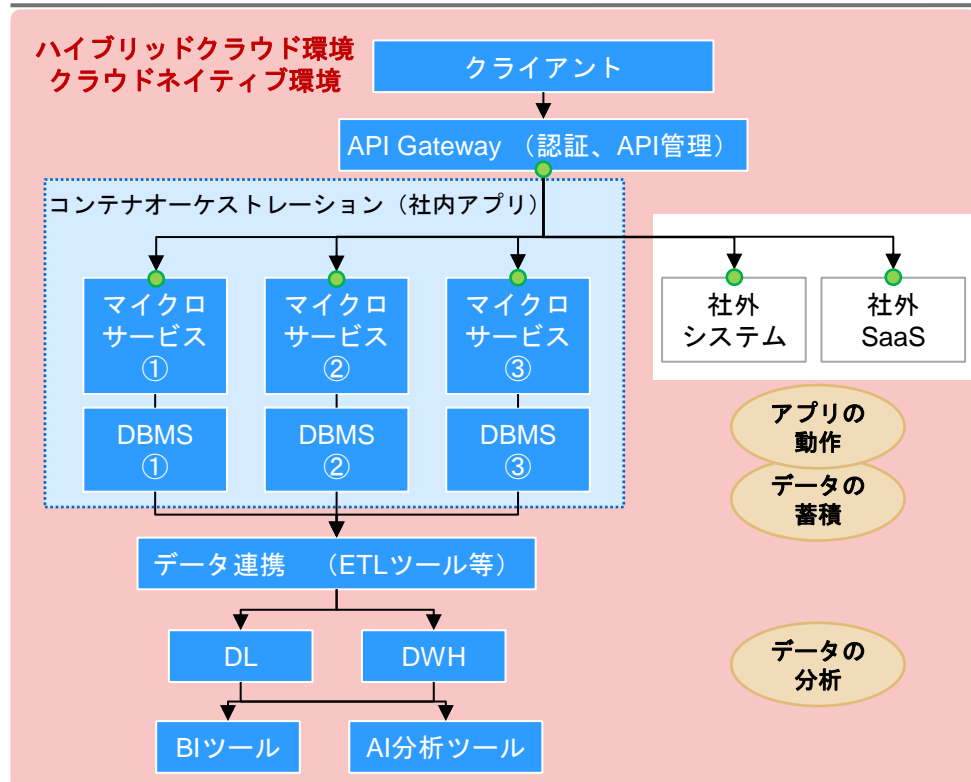 ハイブリッドクラウド環境
クラウドネイティブ環境
クライアント
API Gateway （認証、API管理）
コンテナオーケストレーション（社内アプリ）
マイクロ
サービス
①
マイクロ
サービス
②
マイクロ
サービス
③
社外
システム
社外
SaaS
DBMS
①
DBMS
②
DBMS
③
アプリの
動作
データの
蓄積
データ連携　（ETLツール等）
DL
DWH
データの
分析
BIツール
AI分析ツール